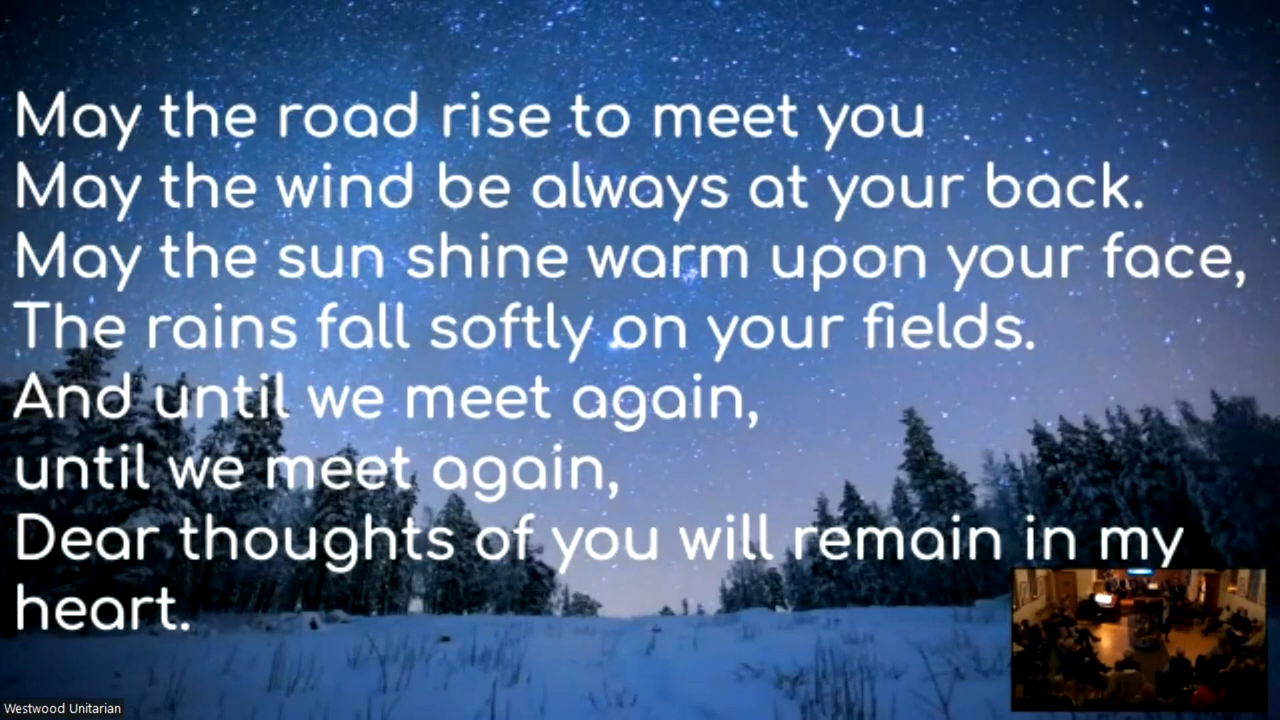 May the road rise to meet you
May the wind be always at your back.
May the sun shine warm upon your face,
The rains fall softly on your fields.
And until we meet again,
until we meet again,
Dear thoughts of you will remain in my
heart.
Westwood Unitarian